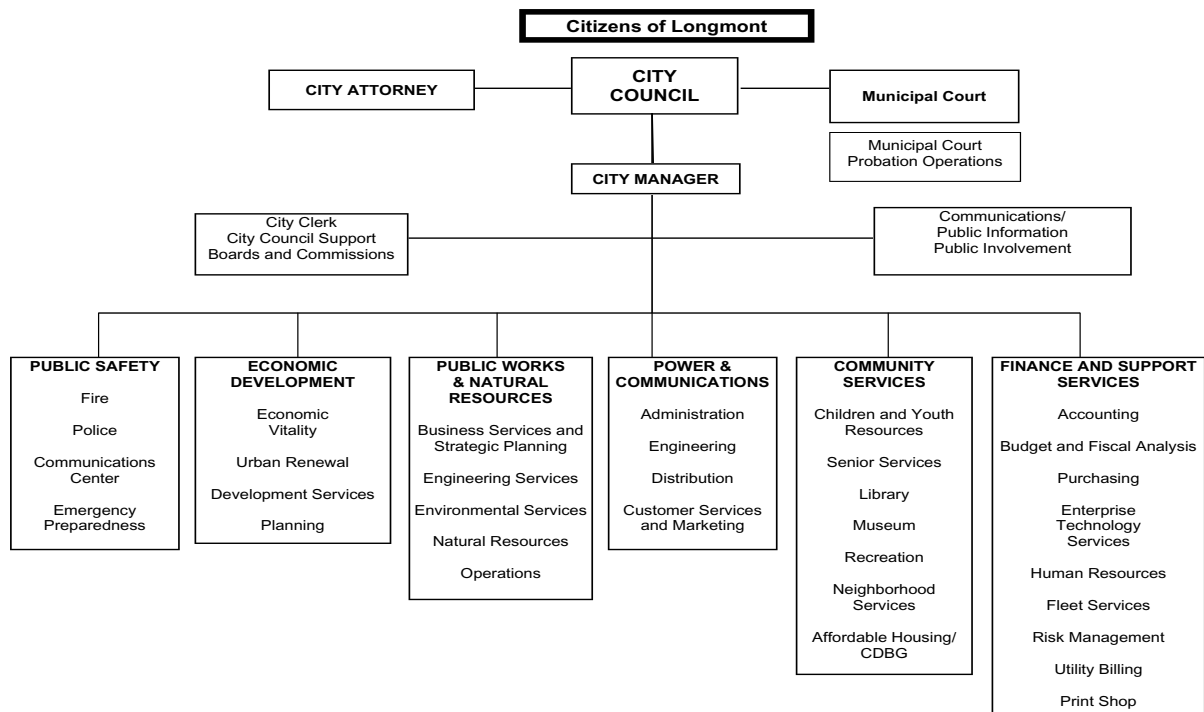 Citizens of Longmont
CITY ATTORNEY
CITY
COUNCIL
Municipal Court
Municipal Court
Probation Operations
CITY MANAGER
City Clerk
City Council Support
Boards and Commissions
Communications/
Public Information
Public Involvement
PUBLIC SAFETY
Fire
Police
Communications
Center
Emergency
Preparedness
ECONOMIC
DEVELOPMENT
Economic
Vitality
Urban Renewal
Development Services
Planning
PUBLIC WORKS
& NATURAL
RESOURCES
Business Services and
Strategic Planning
Engineering Services
Environmental Services
Natural Resources
Operations
POWER &
COMMUNICATIONS
Administration
Engineering
Distribution
Customer Services
and Marketing
COMMUNITY
SERVICES
Children and Youth
Resources
Senior Services
Library
Museum
Recreation
Neighborhood
Services
Affordable Housing/
CDBG
FINANCE AND SUPPORT
SERVICES
Accounting
Budget and Fiscal Analysis
Purchasing
Enterprise
Technology
Services
Human Resources
Fleet Services
Risk Management
Utility Billing
Print Shop